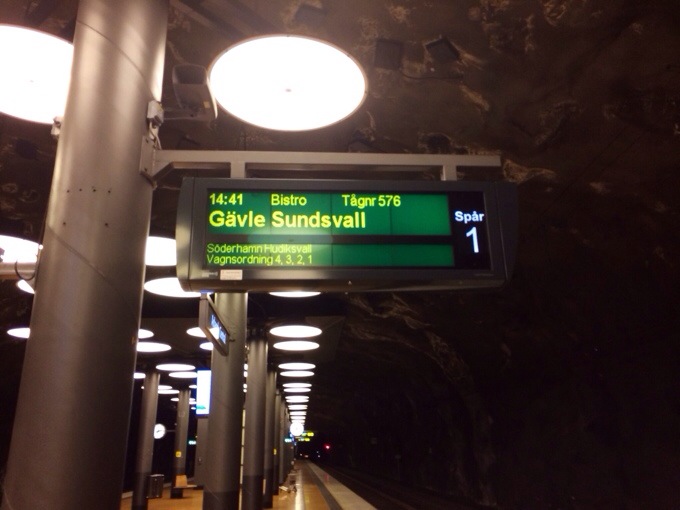 14:41 Bistro Tågnr 576
Gävle Sundsvall
Söderhamn Hudiksvall
Vagnsordning 4, 3, 2, 1
Spår
1